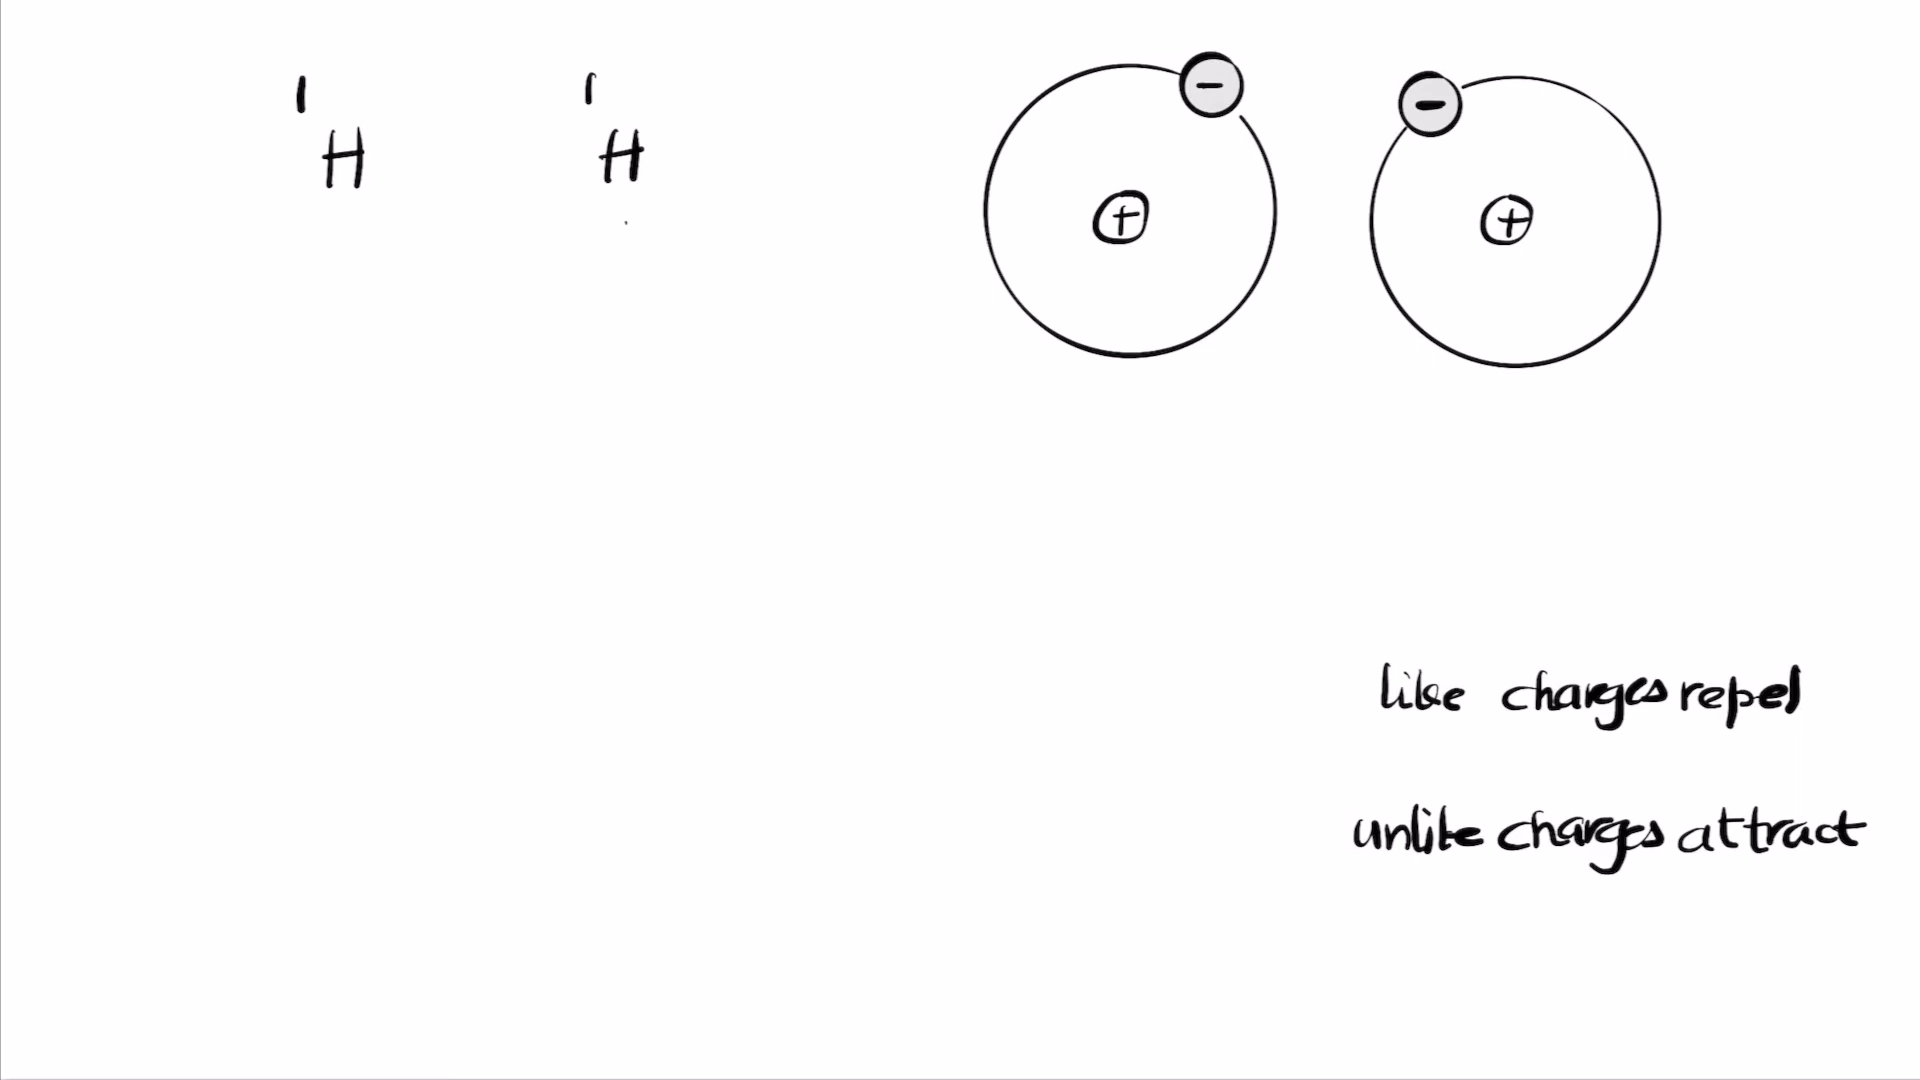 1 1
H H
- -
+ +
like charges repel
unlike charges attract